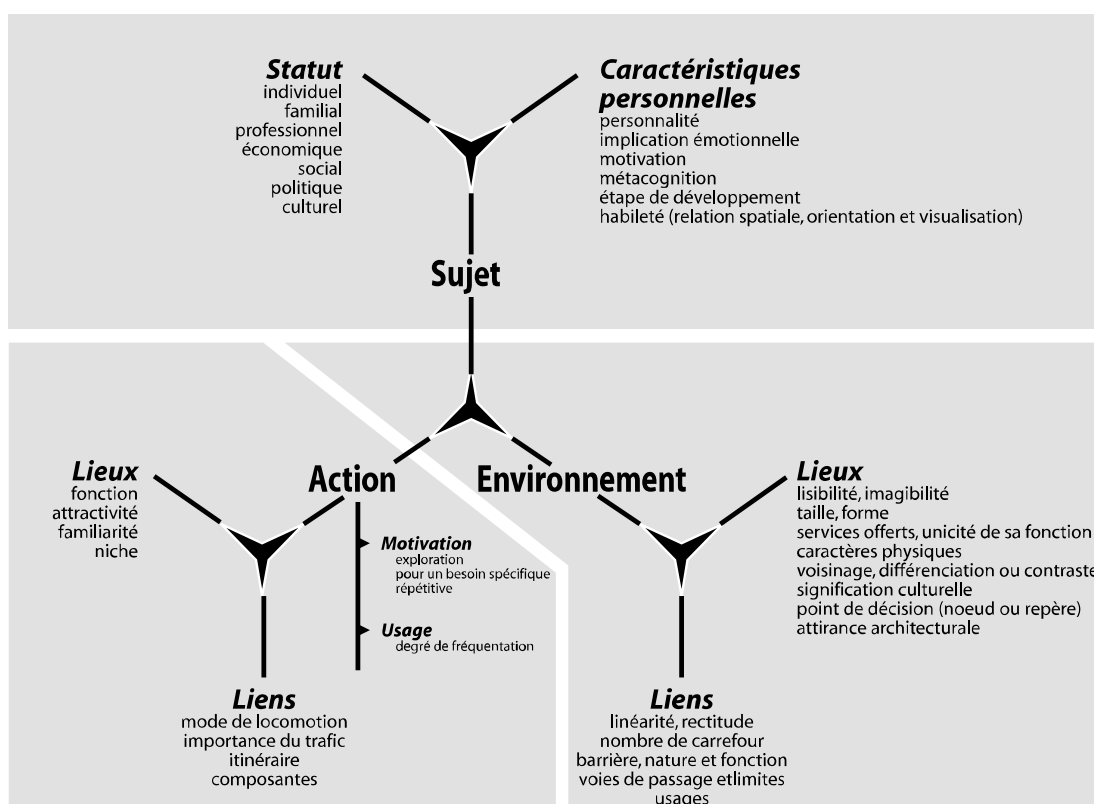 Statut
individuel
familial
professionnel
économique
social
politique
culturel
Caractéristiques
personnelles
personnalité
implication émotionnelle
motivation
métacognition
étape de développement
habileté (relation spatiale, orientation et visualisation)
Sujet
Action
Environnement
Lieux
fonction
attractivité
familiarité
niche
Motivation
exploration
pour un besoin spécifique
répétitive
Usage
degré de fréquentation
Liens
mode de locomotion
importance du trafic
itinéraire
composantes
Lieux
lisibilité, imagibilité
taille, forme
services offerts, unicité de sa fonction
caractères physiques
voisinage, différenciation ou contraste
signification culturelle
point de décision (noeud ou repère)
attirance architecturale
Liens
linéarité, rectitude
nombre de carrefour
barrière, nature et fonction
voies de passage etlimites
usages